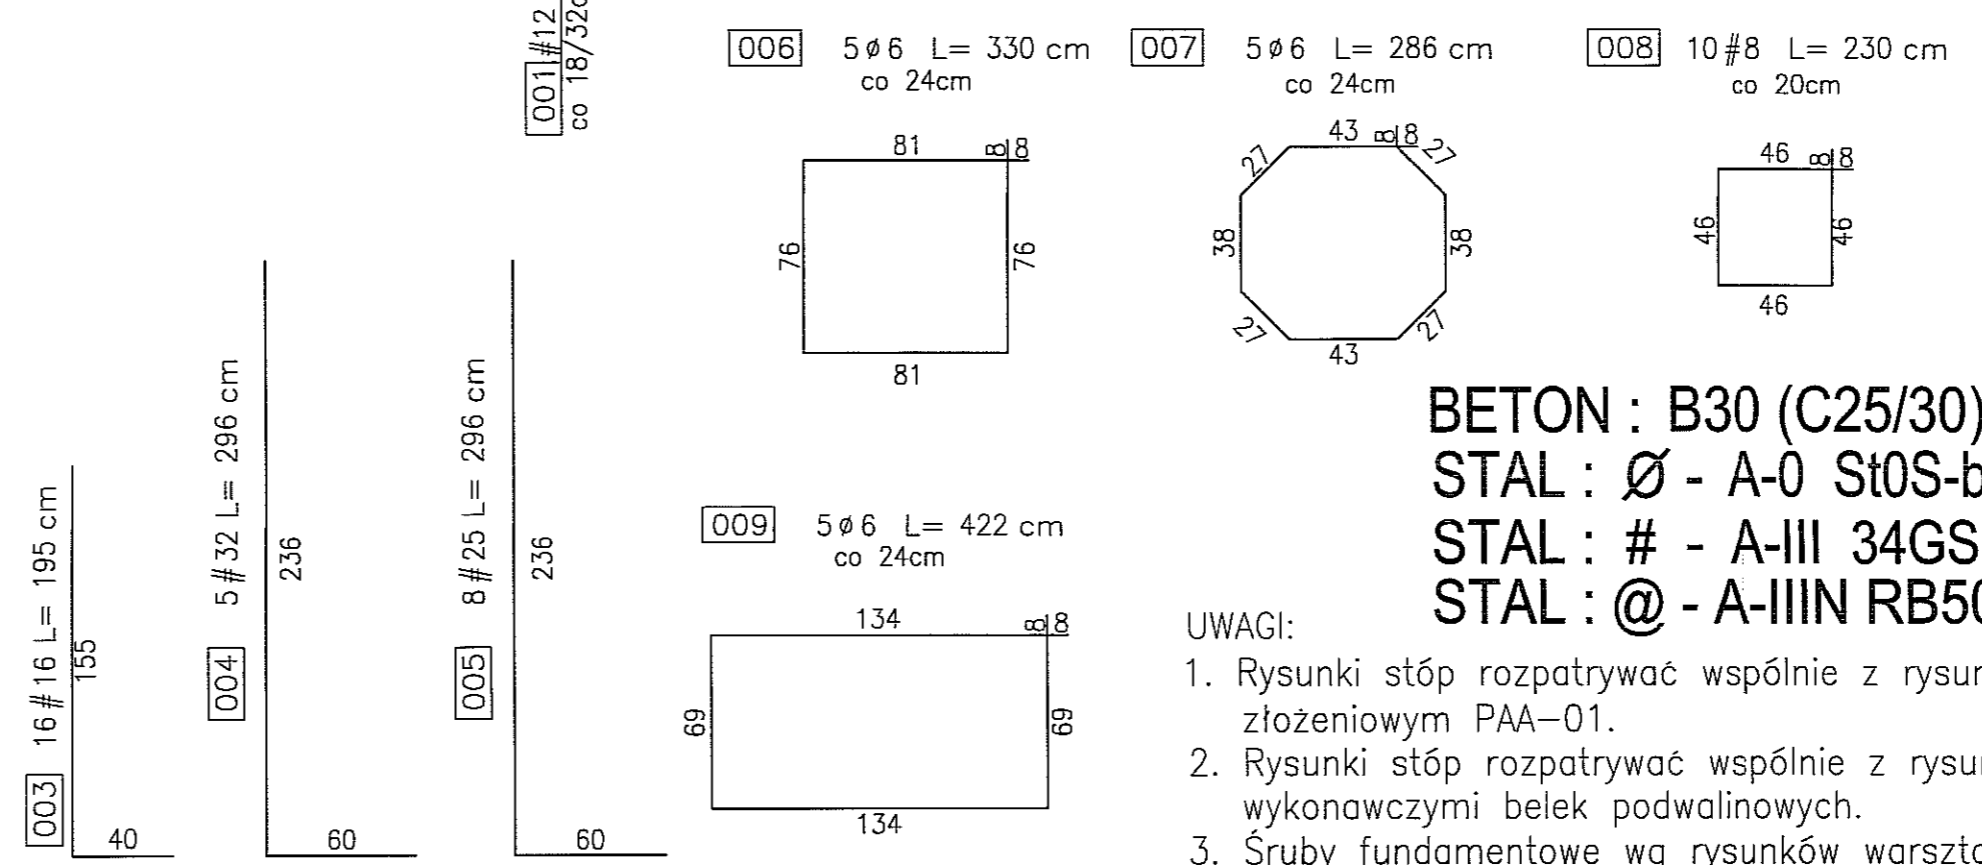 001 #12
co 18/32
006 5ø6 L= 330 cm
co 24cm
81 8 8
76 76
81
007 5ø6 L= 286 cm
co 24cm
43 8 8
27 27
38 38
27 27
43
008 10#8 L= 230 cm
co 20cm
46 8 8
46 46
46
003 16#16 L= 195 cm
155
40
004 5#32 L= 296 cm
236
60
005 8#25 L= 296 cm
236
60
009 5ø6 L= 422 cm
co 24cm
134 8 8
69 69
134
BETON : B30 (C25/30)
STAL : Ø - A-0 St0S-b
STAL : # - A-III 34GS
STAL : @ - A-IIIN RB50
UWAGI:
1. Rysunki stóp rozpatrywać wspólnie z rysun
złożeniowym PAA-01.
2. Rysunki stóp rozpatrywać wspólnie z rysun
wykonawczymi belek podwalinowych.
3. Śruby fundamentowe wg rysunków warszta